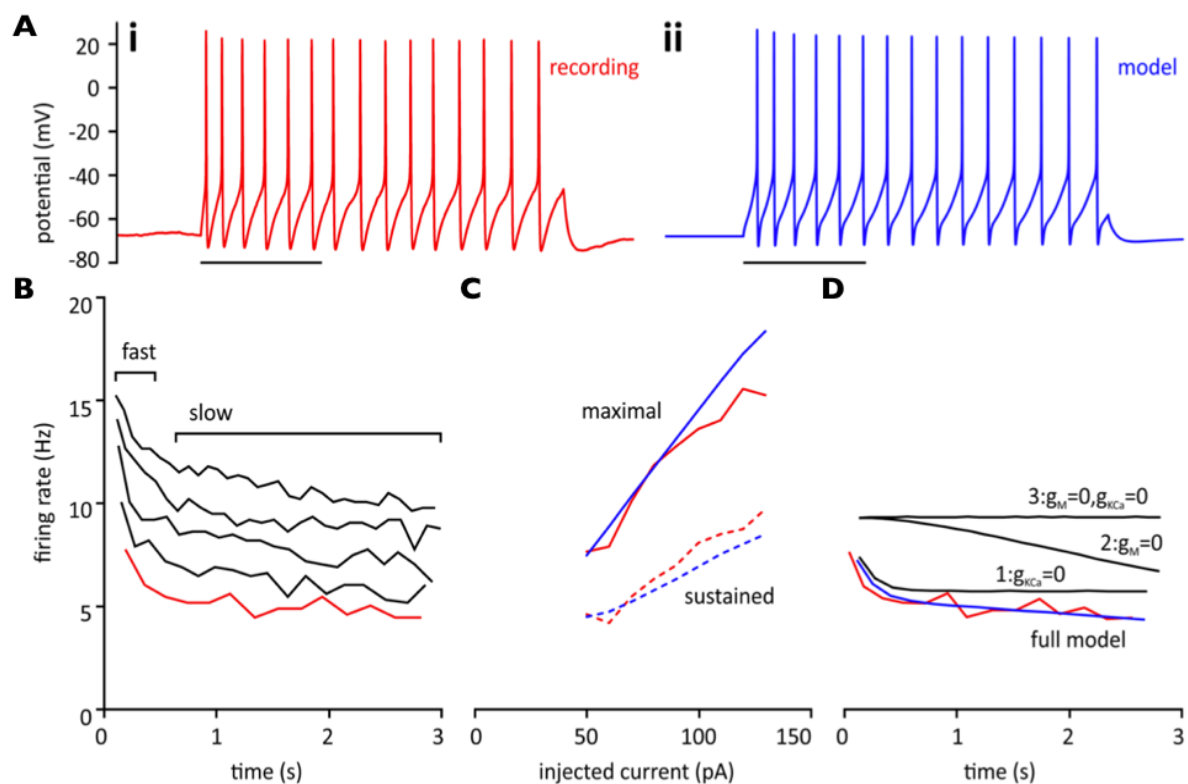 A
i
ii
20
0
-20
-40
-60
-80
potential (mV)
recording
model
B
C
D
20
15
10
5
0
firing rate (Hz)
fast
slow
0
1
2
3
time (s)
maximal
sustained
0
50
100
150
injected current (pA)
3:gM=0,gKCa=0
2:gM=0
1:gKCa=0
full model
0
1
2
3
time (s)